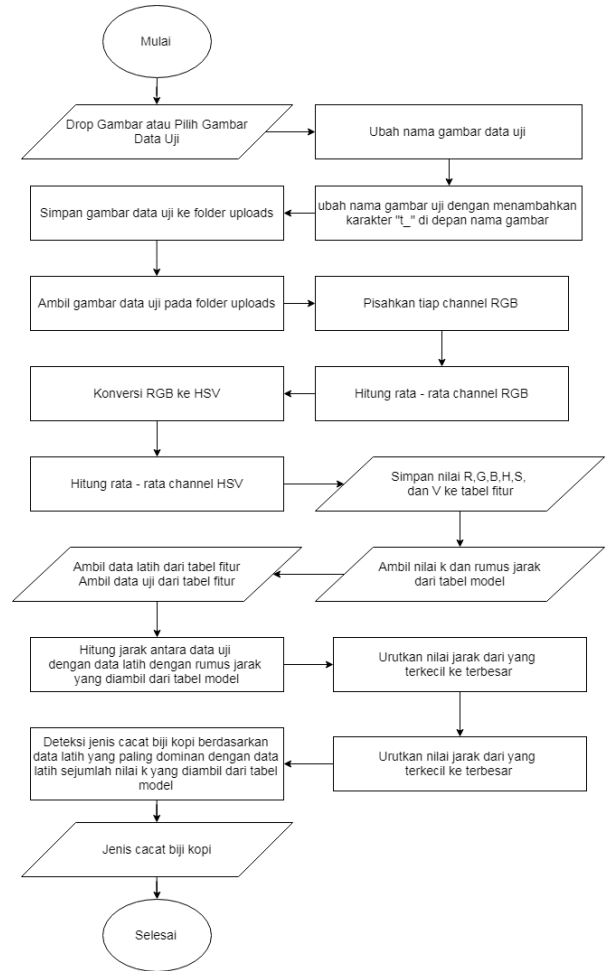 Mulai
Drop Gambar atau Pilih Gambar
Data Uji
Ubah nama gambar data uji
ubah nama gambar uji dengan menambahkan
karakter "t_" di depan nama gambar
Simpan gambar data uji ke folder uploads
Ambil gambar data uji pada folder uploads
Pisahkan tiap channel RGB
Hitung rata - rata channel RGB
Konversi RGB ke HSV
Hitung rata - rata channel HSV
Simpan nilai R,G,B,H,S,
dan V ke tabel fitur
Ambil nilai k dan rumus jarak
dari tabel model
Ambil data latih dari tabel fitur
Ambil data uji dari tabel fitur
Hitung jarak antara data uji
dengan data latih dengan rumus jarak
yang diambil dari tabel model
Urutkan nilai jarak dari yang
terkecil ke terbesar
Urutkan nilai jarak dari yang
terkecil ke terbesar
Deteksi jenis cacat biji kopi berdasarkan
data latih yang paling dominan dengan data
latih sejumlah nilai k yang diambil dari tabel
model
Jenis cacat biji kopi
Selesai